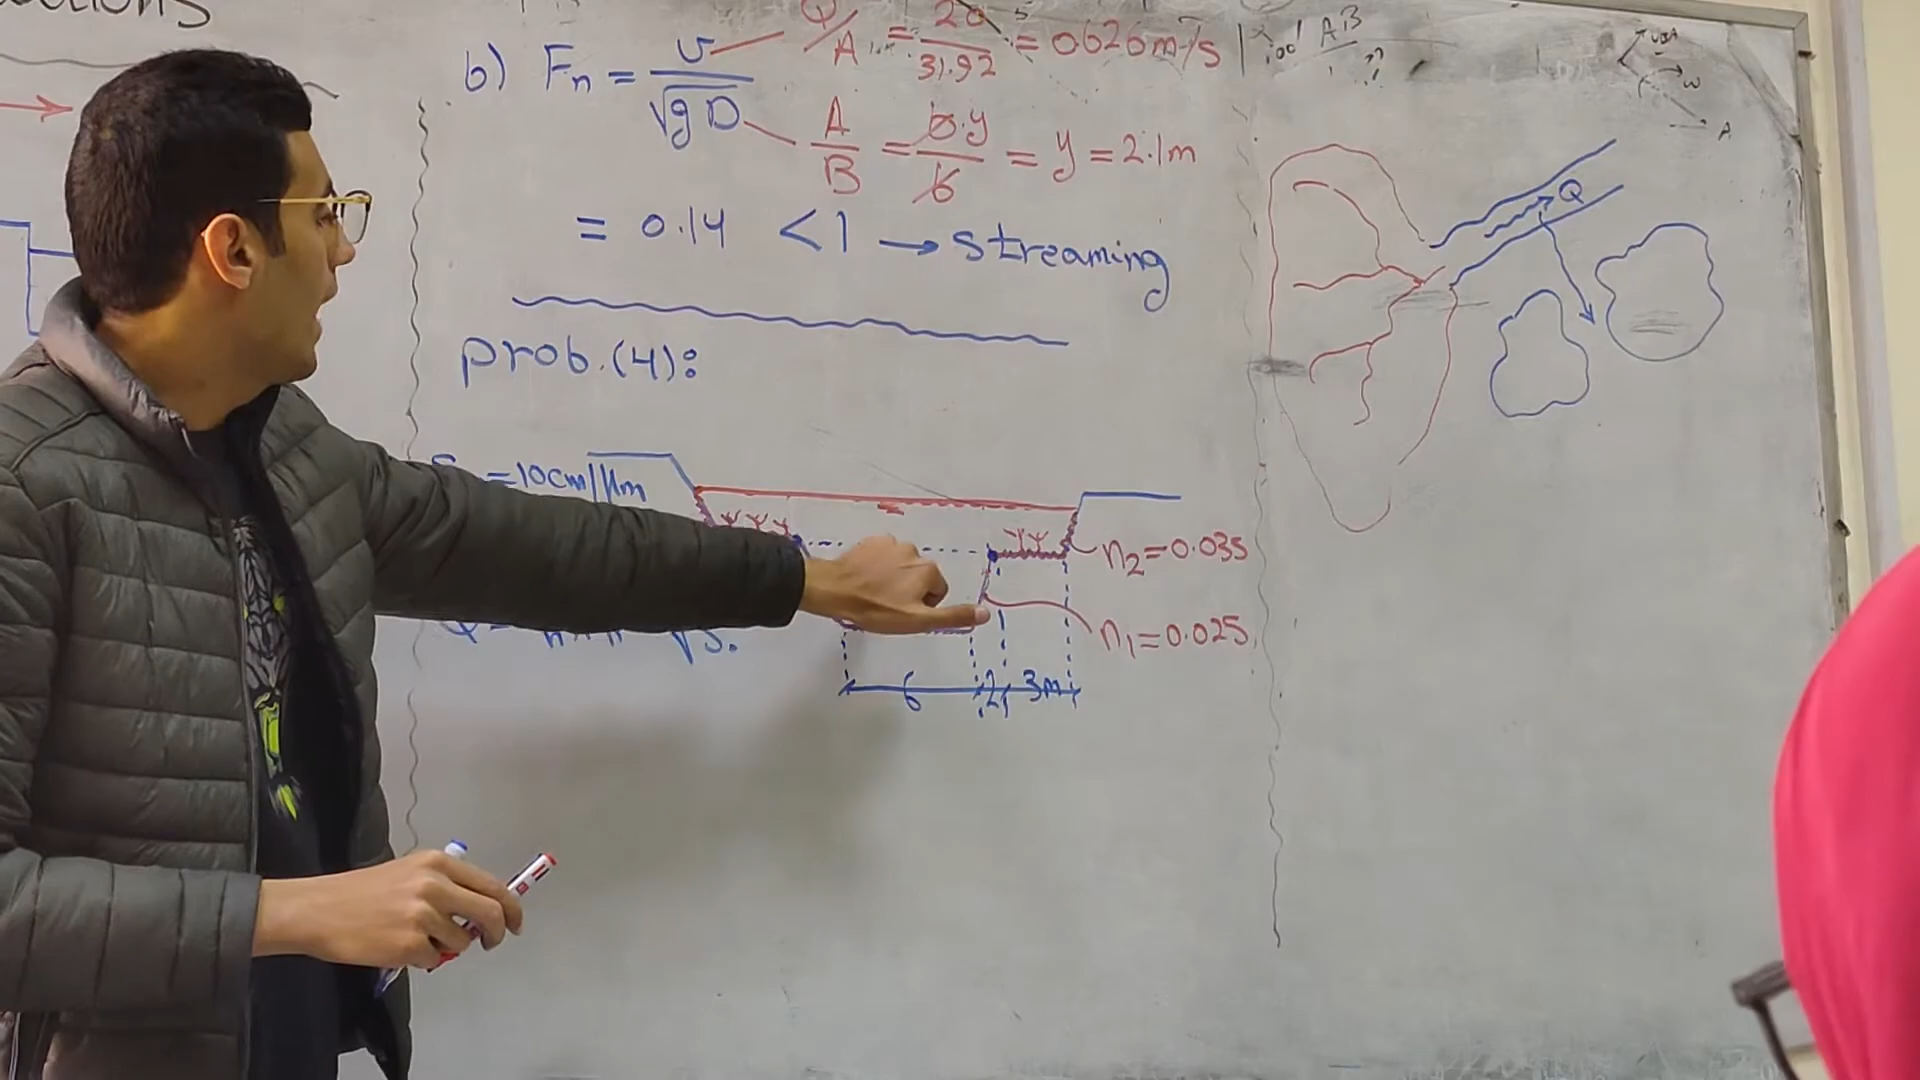 b) Fn = υ/√gD
Q/A = 20/31.92 = 0.626 m/s
A/B = b.y/b = y = 2.1m
= 0.14 < 1 → streaming
prob.(4):
= 10cm/km
n2 = 0.035
n1 = 0.025
6 2 3m
Q
A B
??
ω
A